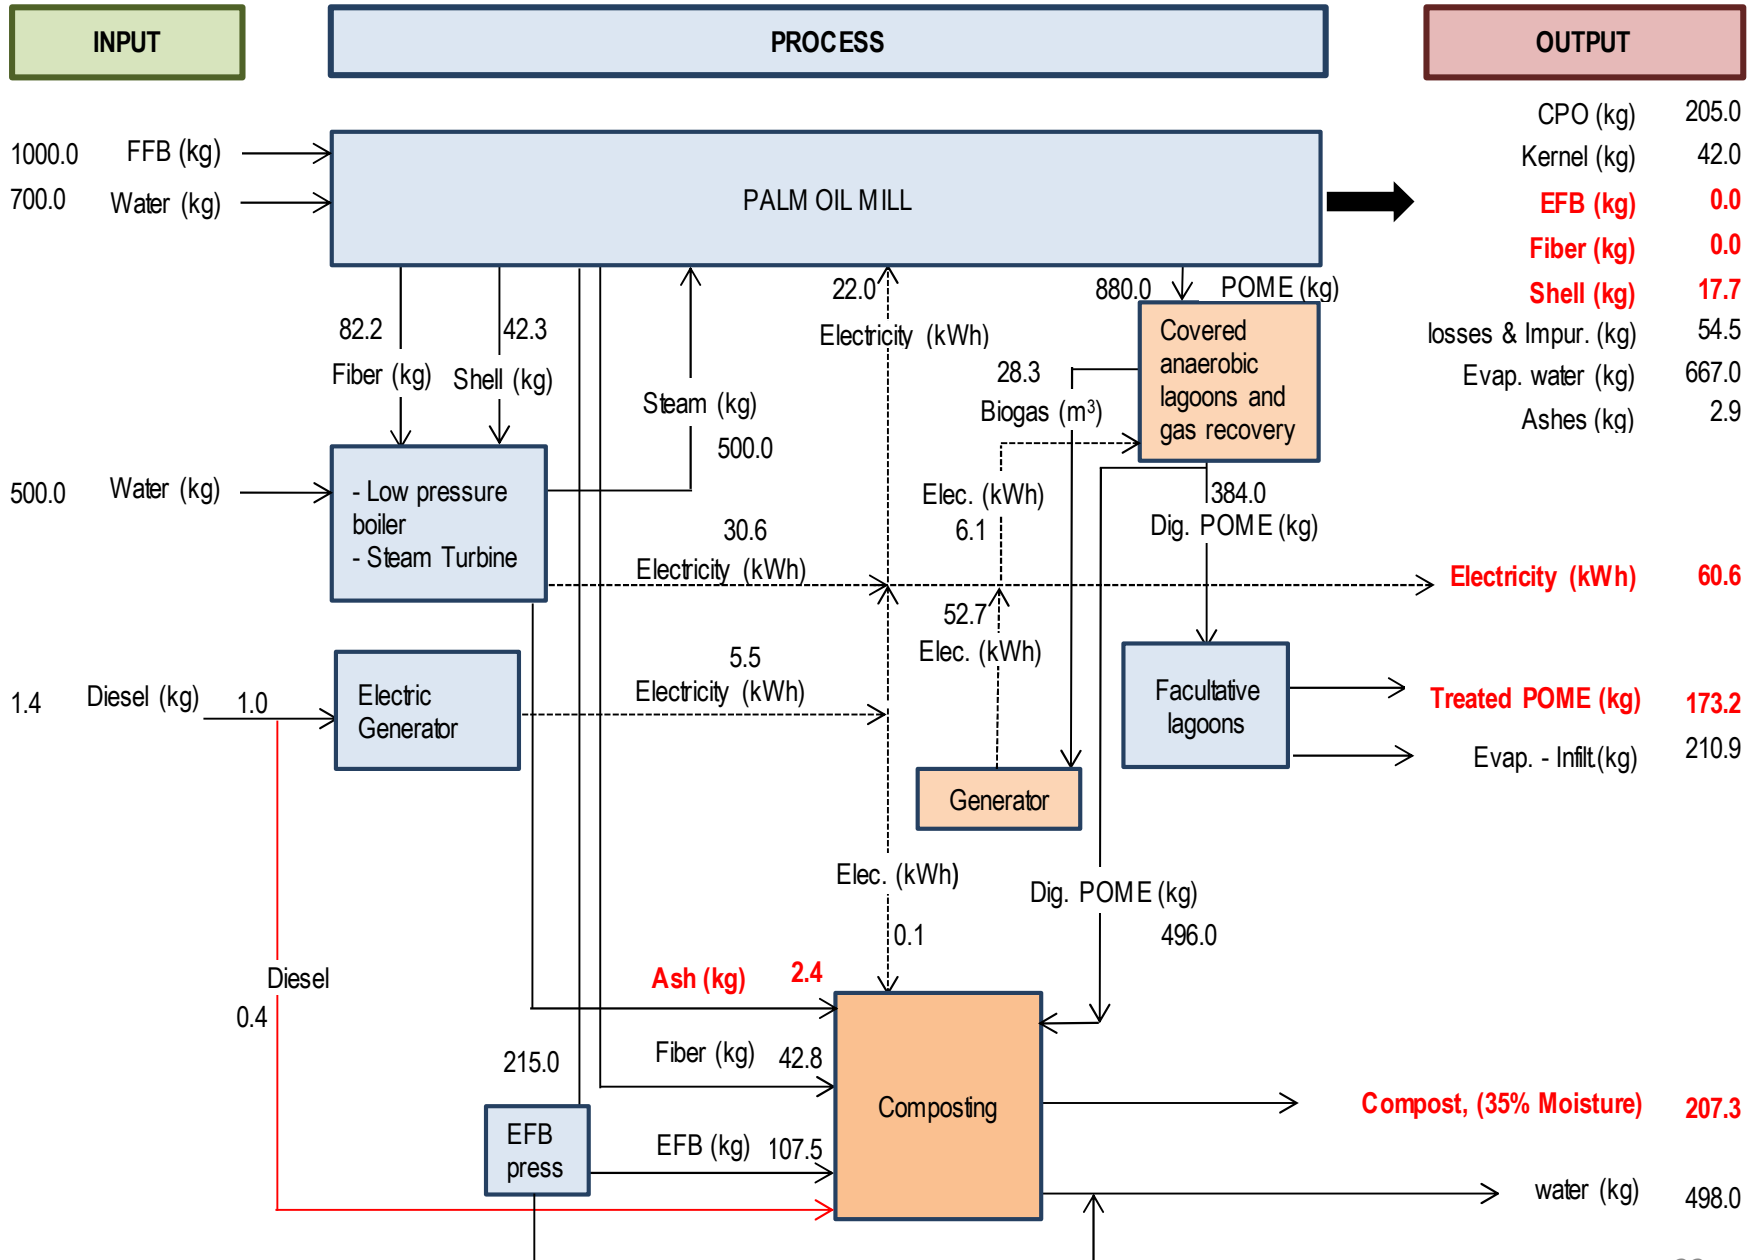 INPUT
PROCESS
OUTPUT
CPO (kg) 205.0
1000.0 FFB (kg)
Kernel (kg) 42.0
700.0 Water (kg)
PALM OIL MILL
EFB (kg) 0.0
Fiber (kg) 0.0
22.0
880.0 POME (kg)
Shell (kg) 17.7
82.2
42.3
Electricity (kWh)
Covered
anaerobic
lagoons and
gas recovery
losses & Impur. (kg) 54.5
Fiber (kg)
Shell (kg)
28.3
Biogas (m³)
Evap. water (kg) 667.0
Steam (kg)
500.0
Ashes (kg) 2.9
500.0 Water (kg)
- Low pressure
boiler
- Steam Turbine
Elec. (kWh)
6.1
384.0
Dig. POME (kg)
30.6
Electricity (kWh)
Electricity (kWh) 60.6
52.7
Elec. (kWh)
5.5
Electricity (kWh)
1.4 Diesel (kg) 1.0
Electric
Generator
Facultative
lagoons
Treated POME (kg) 173.2
Evap. - Infilt.(kg) 210.9
Generator
Elec. (kWh)
Dig. POME (kg)
0.1
496.0
Diesel
0.4
Ash (kg) 2.4
Fiber (kg) 42.8
215.0
Composting
Compost, (35% Moisture) 207.3
EFB
press
EFB (kg) 107.5
water (kg) 498.0